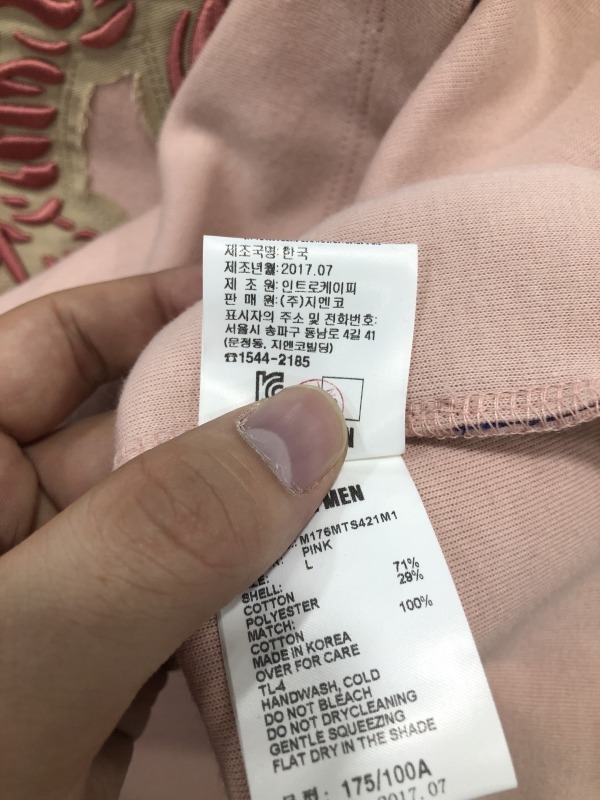 제조국명: 한국
제조년월: 2017.07
제 조 원: 인트로케이피
판 매 원: (주)지엔코
표시자의 주소 및 전화번호:
서울시 송파구 동남로 4길 41
(문정동, 지엔코빌딩)
☎1544-2185
MEN
M176MTS421M1
PINK
L
SHELL:
COTTON 71%
POLYESTER 29%
MATCH:
COTTON 100%
MADE IN KOREA
OVER FOR CARE
TL-4
HANDWASH, COLD
DO NOT BLEACH
DO NOT DRYCLEANING
GENTLE SQUEEZING
FLAT DRY IN THE SHADE
175/100A
2017.07